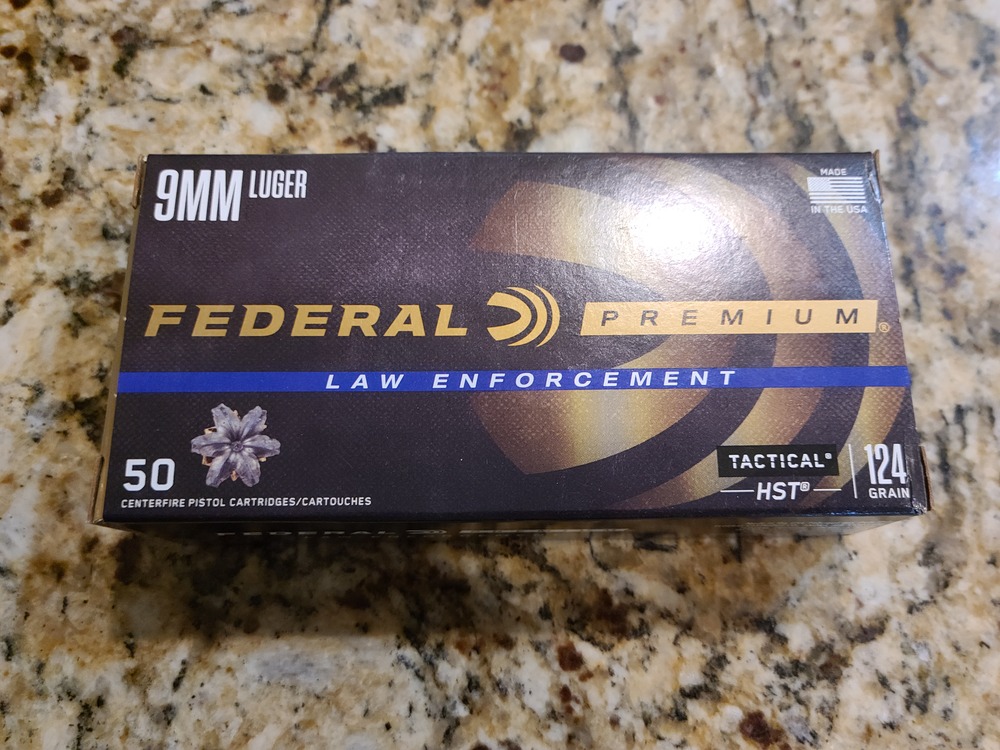 9MM LUGER
MADE
IN THE USA
FEDERAL PREMIUM®
LAW ENFORCEMENT
50
CENTERFIRE PISTOL CARTRIDGES/CARTOUCHES
TACTICAL®
HST®
124
GRAIN
FEDERAL